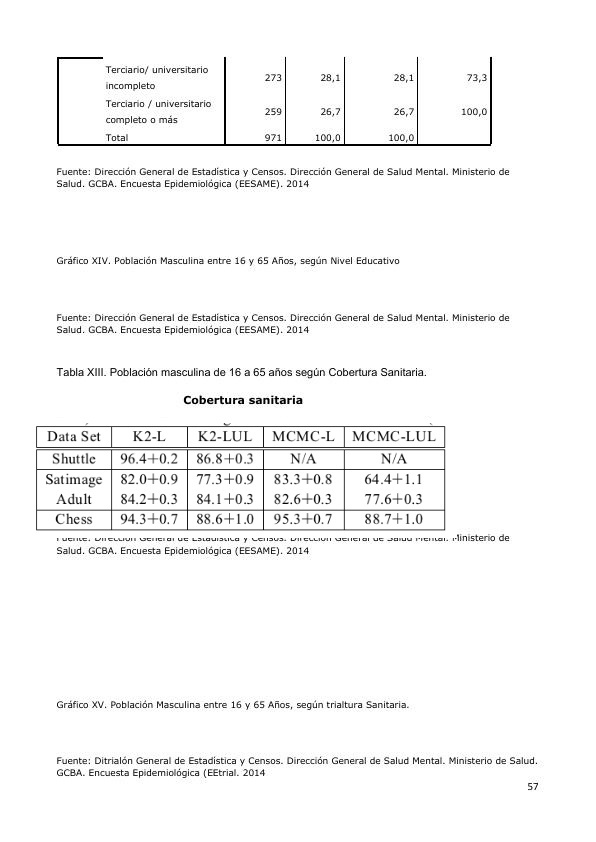 Terciario/ universitario
incompleto 273 28,1 28,1 73,3
Terciario / universitario
completo o más 259 26,7 26,7 100,0
Total 971 100,0 100,0
Fuente: Dirección General de Estadística y Censos. Dirección General de Salud Mental. Ministerio de
Salud. GCBA. Encuesta Epidemiológica (EESAME). 2014
Gráfico XIV. Población Masculina entre 16 y 65 Años, según Nivel Educativo
Fuente: Dirección General de Estadística y Censos. Dirección General de Salud Mental. Ministerio de
Salud. GCBA. Encuesta Epidemiológica (EESAME). 2014
Tabla XIII. Población masculina de 16 a 65 años según Cobertura Sanitaria.
Cobertura sanitaria
Data Set K2-L K2-LUL MCMC-L MCMC-LUL
Shuttle 96.4+0.2 86.8+0.3 N/A N/A
Satimage 82.0+0.9 77.3+0.9 83.3+0.8 64.4+1.1
Adult 84.2+0.3 84.1+0.3 82.6+0.3 77.6+0.3
Chess 94.3+0.7 88.6+1.0 95.3+0.7 88.7+1.0
Fuente: Dirección General de Estadística y Censos. Dirección General de Salud Mental. Ministerio de
Salud. GCBA. Encuesta Epidemiológica (EESAME). 2014
Gráfico XV. Población Masculina entre 16 y 65 Años, según trialtura Sanitaria.
Fuente: Ditrialón General de Estadística y Censos. Dirección General de Salud Mental. Ministerio de Salud.
GCBA. Encuesta Epidemiológica (EEtrial. 2014
57